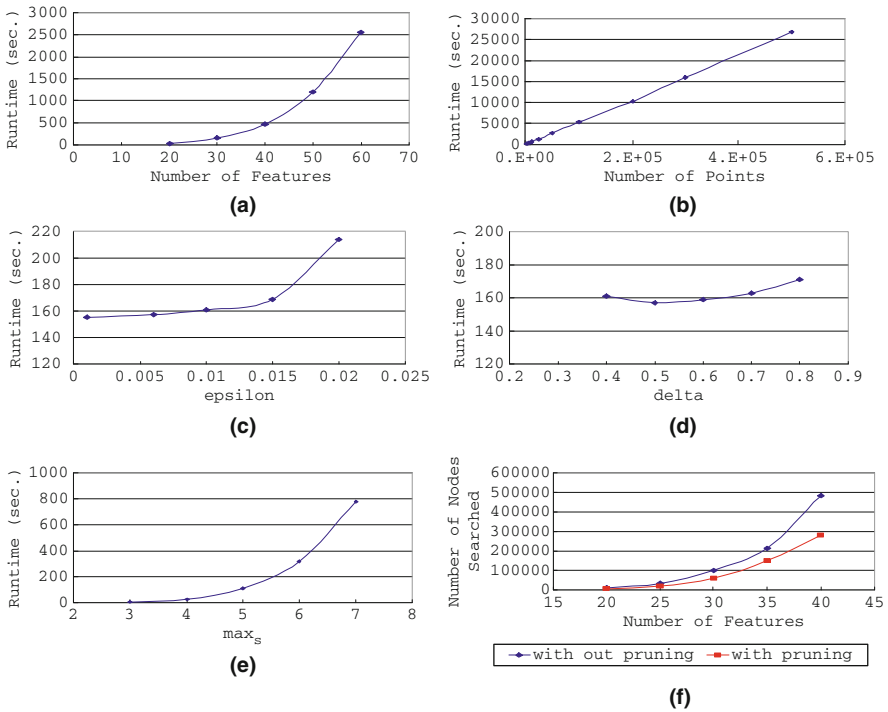 Runtime (sec.)
3000
2500
2000
1500
1000
500
0
0 10 20 30 40 50 60 70
Number of Features
(a)
Runtime (sec.)
30000
25000
20000
15000
10000
5000
0
0.E+00 2.E+05 4.E+05 6.E+05
Number of Points
(b)
Runtime (sec.)
220
200
180
160
140
120
0 0.005 0.01 0.015 0.02 0.025
epsilon
(c)
Runtime (sec.)
200
180
160
140
120
0.2 0.3 0.4 0.5 0.6 0.7 0.8 0.9
delta
(d)
Runtime (sec.)
1000
800
600
400
200
0
2 3 4 5 6 7 8
max_s
(e)
Number of Nodes
Searched
600000
500000
400000
300000
200000
100000
0
15 20 25 30 35 40 45
Number of Features
with out pruning with pruning
(f)